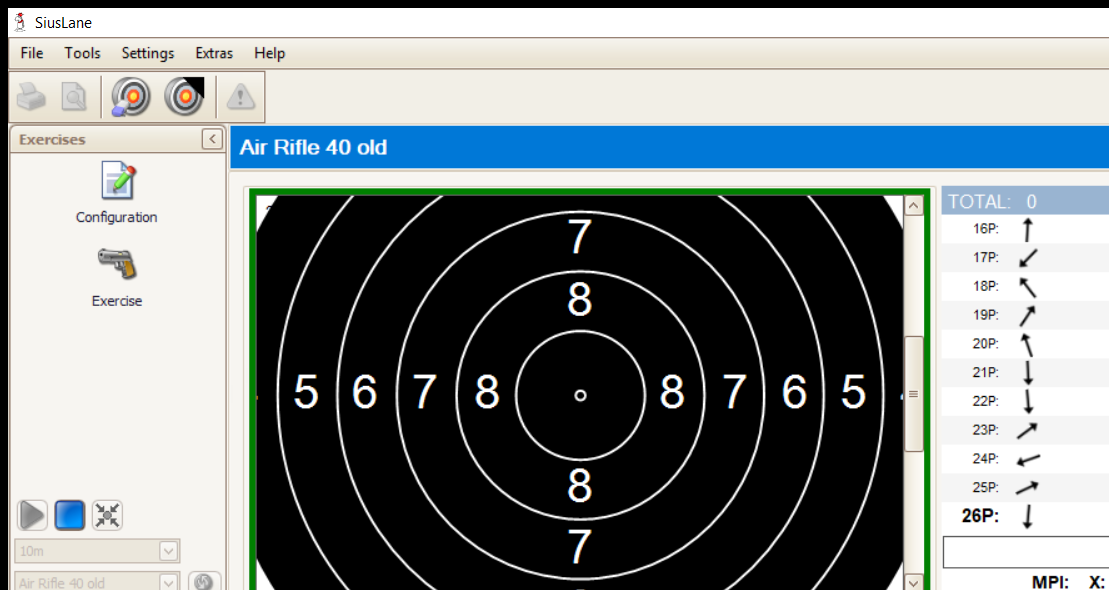 SiusLane
File Tools Settings Extras Help
Exercises
Configuration
Exercise
10m
Air Rifle 40 old
Air Rifle 40 old
7
8
5 6 7 8 8 7 6 5
8
7
TOTAL: 0
16P:
17P:
18P:
19P:
20P:
21P:
22P:
23P:
24P:
25P:
26P:
MPI: X: